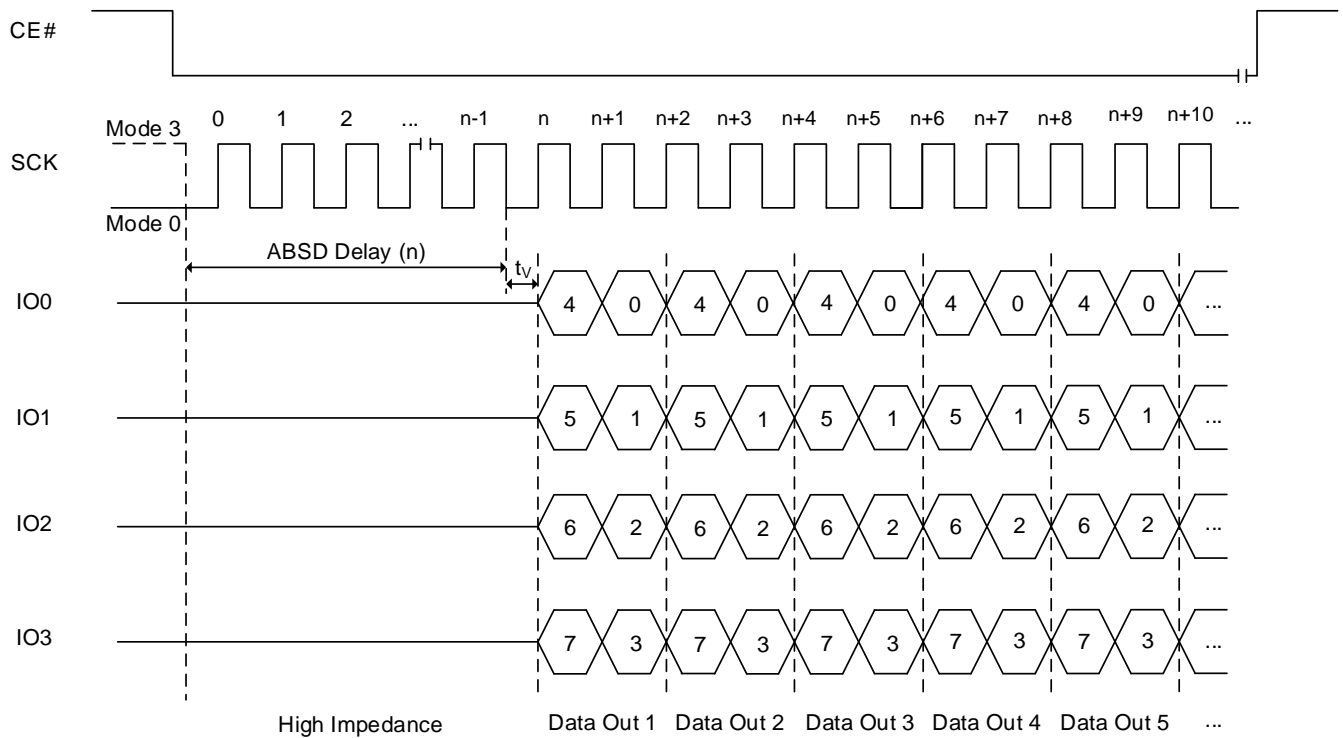 CE#
0 1 2 ... n-1 n n+1 n+2 n+3 n+4 n+5 n+6 n+7 n+8 n+9 n+10 ...
Mode 3
SCK
Mode 0
ABSD Delay (n)
tV
IO0 4 0 4 0 4 0 4 0 4 0 ...
IO1 5 1 5 1 5 1 5 1 5 1 ...
IO2 6 2 6 2 6 2 6 2 6 2 ...
IO3 7 3 7 3 7 3 7 3 7 3 ...
High Impedance Data Out 1 Data Out 2 Data Out 3 Data Out 4 Data Out 5 ...